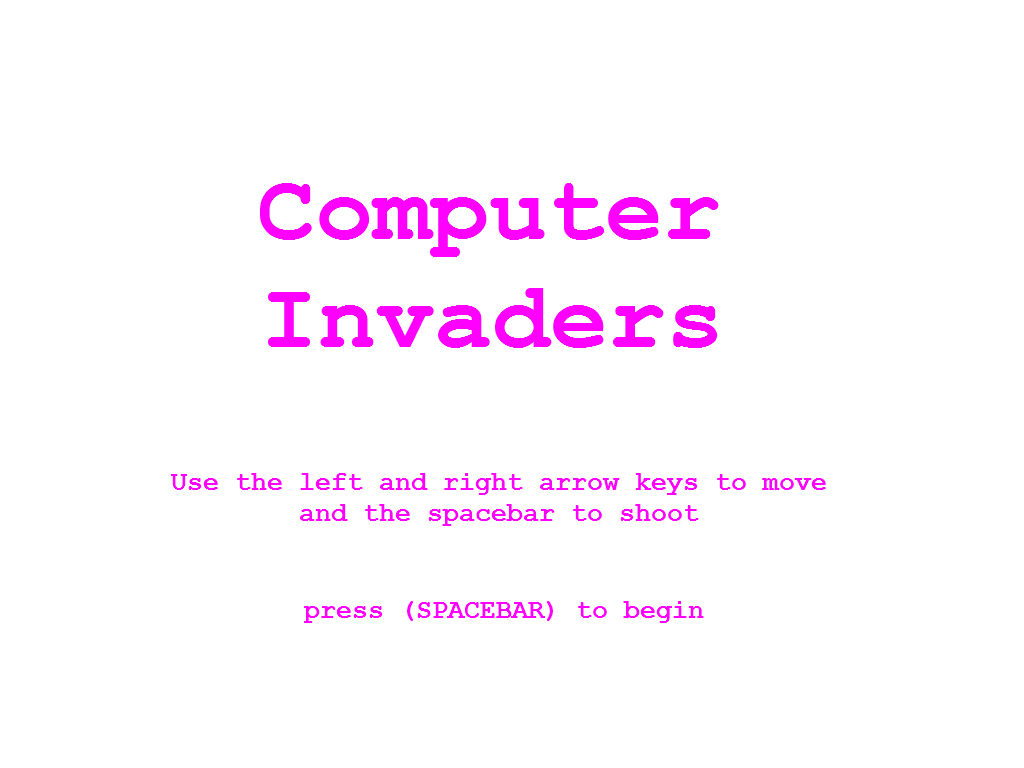 Computer
Invaders
Use the left and right arrow keys to move
and the spacebar to shoot
press (SPACEBAR) to begin